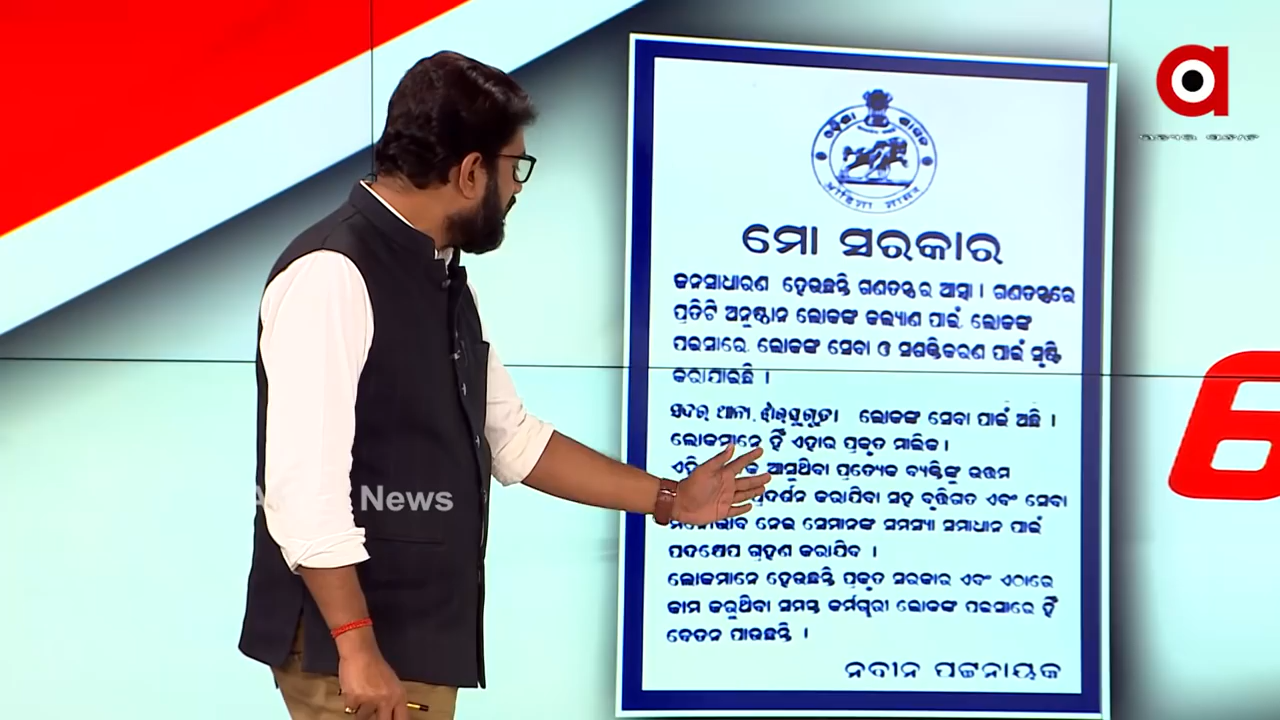 ମୋ ସରକାର
ଜନସାଧାରଣ ହେଉଛନ୍ତି ଗଣତନ୍ତ୍ରର ଆତ୍ମା । ଗଣତନ୍ତ୍ରରେ
ପ୍ରତିଟି ଅନୁଷ୍ଠାନ ଲୋକଙ୍କ କଲ୍ୟାଣ ପାଇଁ, ଲୋକଙ୍କ
ପଇସାରେ, ଲୋକଙ୍କ ସେବା ଓ ସଶକ୍ତିକରଣ ପାଇଁ ସୃଷ୍ଟି
କରାଯାଇଛି ।
ସଦର ଥାନା, ଝାରସୁଗୁଡା ଲୋକଙ୍କ ସେବା ପାଇଁ ଅଛି ।
ଲୋକମାନେ ହିଁ ଏହାର ପ୍ରକୃତ ମାଲିକ ।
ଆସୁଥିବା ପ୍ରତ୍ୟେକ ବ୍ୟକ୍ତିଙ୍କୁ ଉତ୍ତମ
ପ୍ରଦର୍ଶନ କରାଯିବା ସହ ବୃତ୍ତିଗତ ଏବଂ ସେବା
ମନୋଭାବ ନେଇ ସେମାନଙ୍କ ସମସ୍ୟା ସମାଧାନ ପାଇଁ
ପଦକ୍ଷେପ ଗ୍ରହଣ କରାଯିବ ।
ଲୋକମାନେ ହେଉଛନ୍ତି ପ୍ରକୃତ ସରକାର ଏବଂ ଏଠାରେ
କାମ କରୁଥିବା ସମସ୍ତ କର୍ମଚାରୀ ଲୋକଙ୍କ ପଇସାରେ ହିଁ
ବେତନ ପାଉଛନ୍ତି ।
ନବୀନ ପଟ୍ଟନାୟକ
News
6